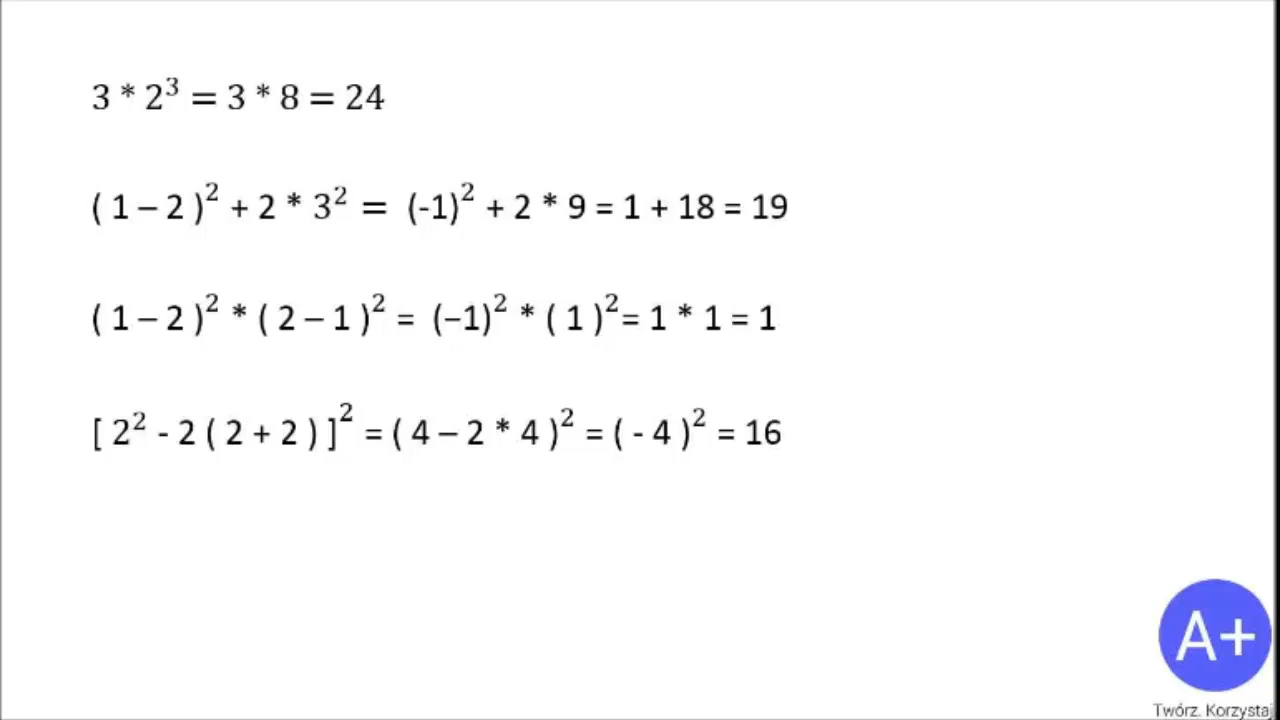 3 * 2³ = 3 * 8 = 24
( 1 – 2 )² + 2 * 3² = (-1)² + 2 * 9 = 1 + 18 = 19
( 1 – 2 )² * ( 2 – 1 )² = (–1)² * ( 1 )² = 1 * 1 = 1
[ 2² - 2 ( 2 + 2 ) ]² = ( 4 – 2 * 4 )² = ( - 4 )² = 16
A+
Twórz. Korzystaj